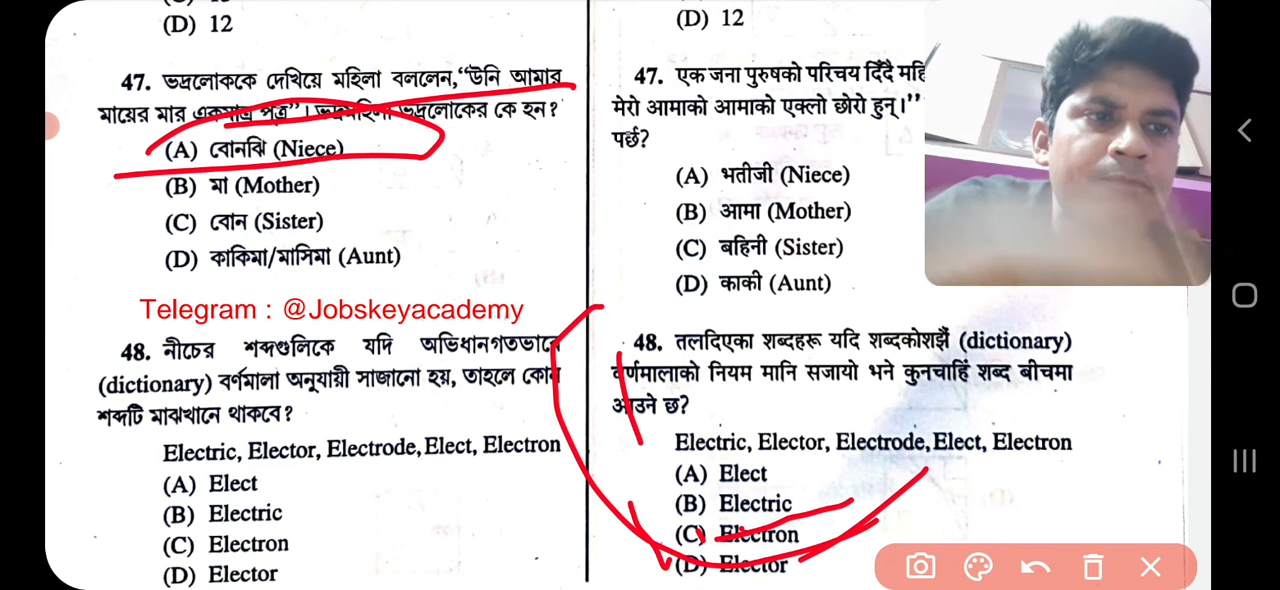 (D) 12
47. ভদ্রলোককে দেখিয়ে মহিলা বললেন,“উনি আমার
মায়ের মার একমাত্র পুত্র”। ভদ্রমহিলা ভদ্রলোকের কে হন?
(A) বোনঝি (Niece)
(B) মা (Mother)
(C) বোন (Sister)
(D) কাকিমা/মাসিমা (Aunt)
Telegram : @Jobskeyacademy
48. নীচের শব্দগুলিকে যদি অভিধানগতভাবে
(dictionary) বর্ণমালা অনুযায়ী সাজানো হয়, তাহলে কোন
শব্দটি মাঝখানে থাকবে?
Electric, Elector, Electrode, Elect, Electron
(A) Elect
(B) Electric
(C) Electron
(D) Elector
(D) 12
47. एक जना पुरुषको परिचय दिँदै
मेरो आमाको आमाको एक्लो छोरो हुन्।”
पर्छ?
(A) भतीजी (Niece)
(B) आमा (Mother)
(C) बहिनी (Sister)
(D) काकी (Aunt)
48. तलदिएका शब्दहरू यदि शब्दकोशझैं (dictionary)
वर्णमालाको नियम मानि सजायो भने कुनचाहिं शब्द बीचमा
आउने छ?
Electric, Elector, Electrode, Elect, Electron
(A) Elect
(B) Electric
(C) Electron
(D) Elector